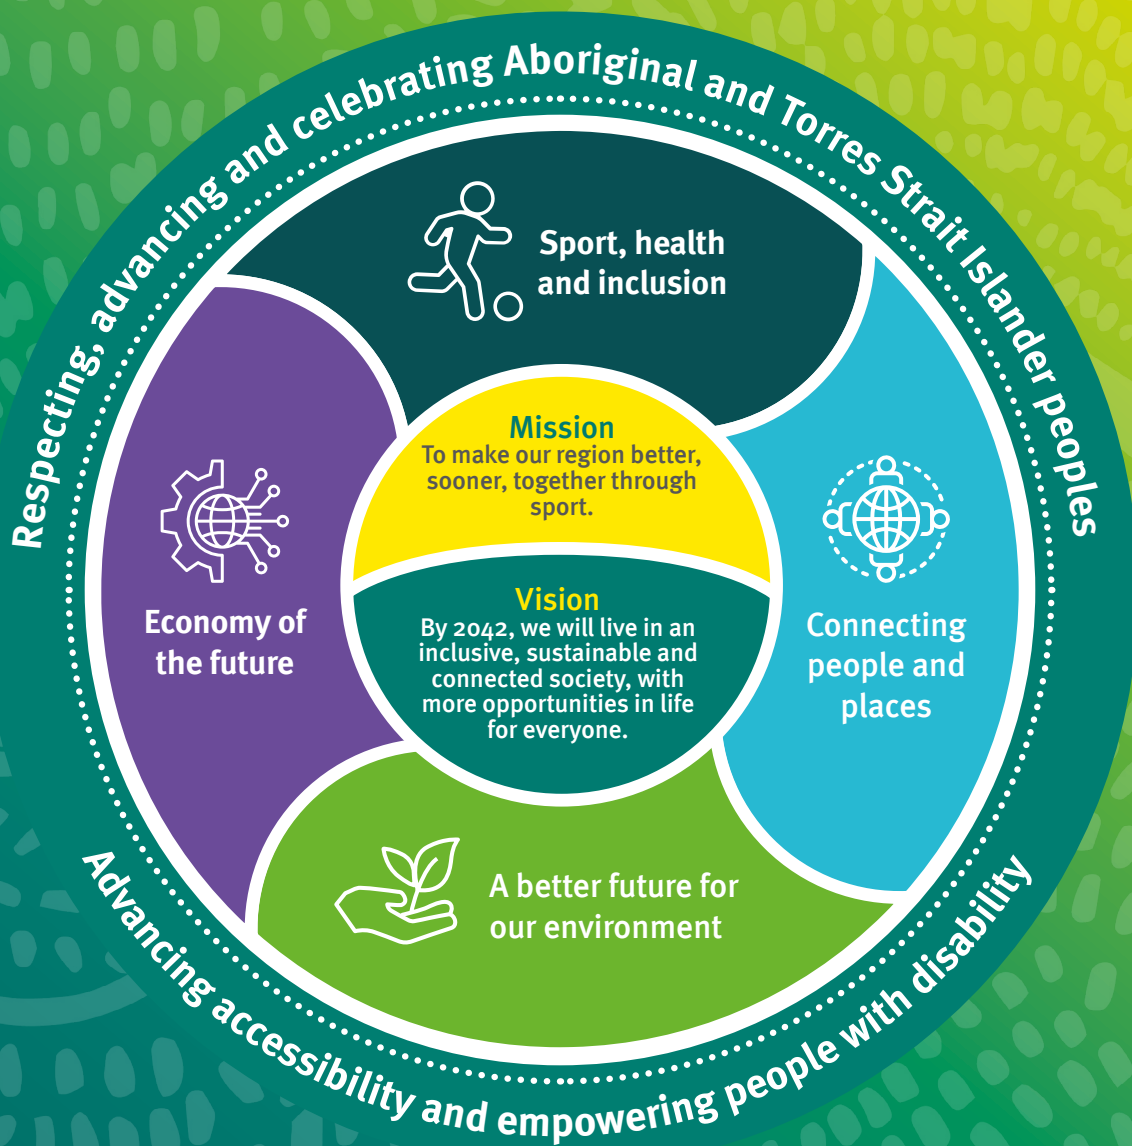 Respecting, advancing and celebrating Aboriginal and Torres Strait Islander peoples
Sport, health
and inclusion
Mission
To make our region better,
sooner, together through
sport.
Vision
By 2042, we will live in an
inclusive, sustainable and
connected society, with
more opportunities in life
for everyone.
Economy of
the future
Connecting
people and
places
A better future for
our environment
Advancing accessibility and empowering people with disability